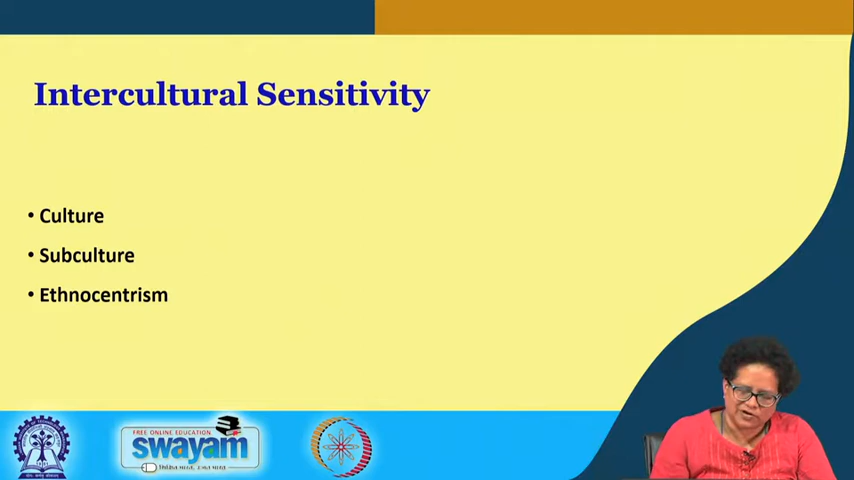 Intercultural Sensitivity
• Culture
• Subculture
• Ethnocentrism
FREE ONLINE EDUCATION
swayam